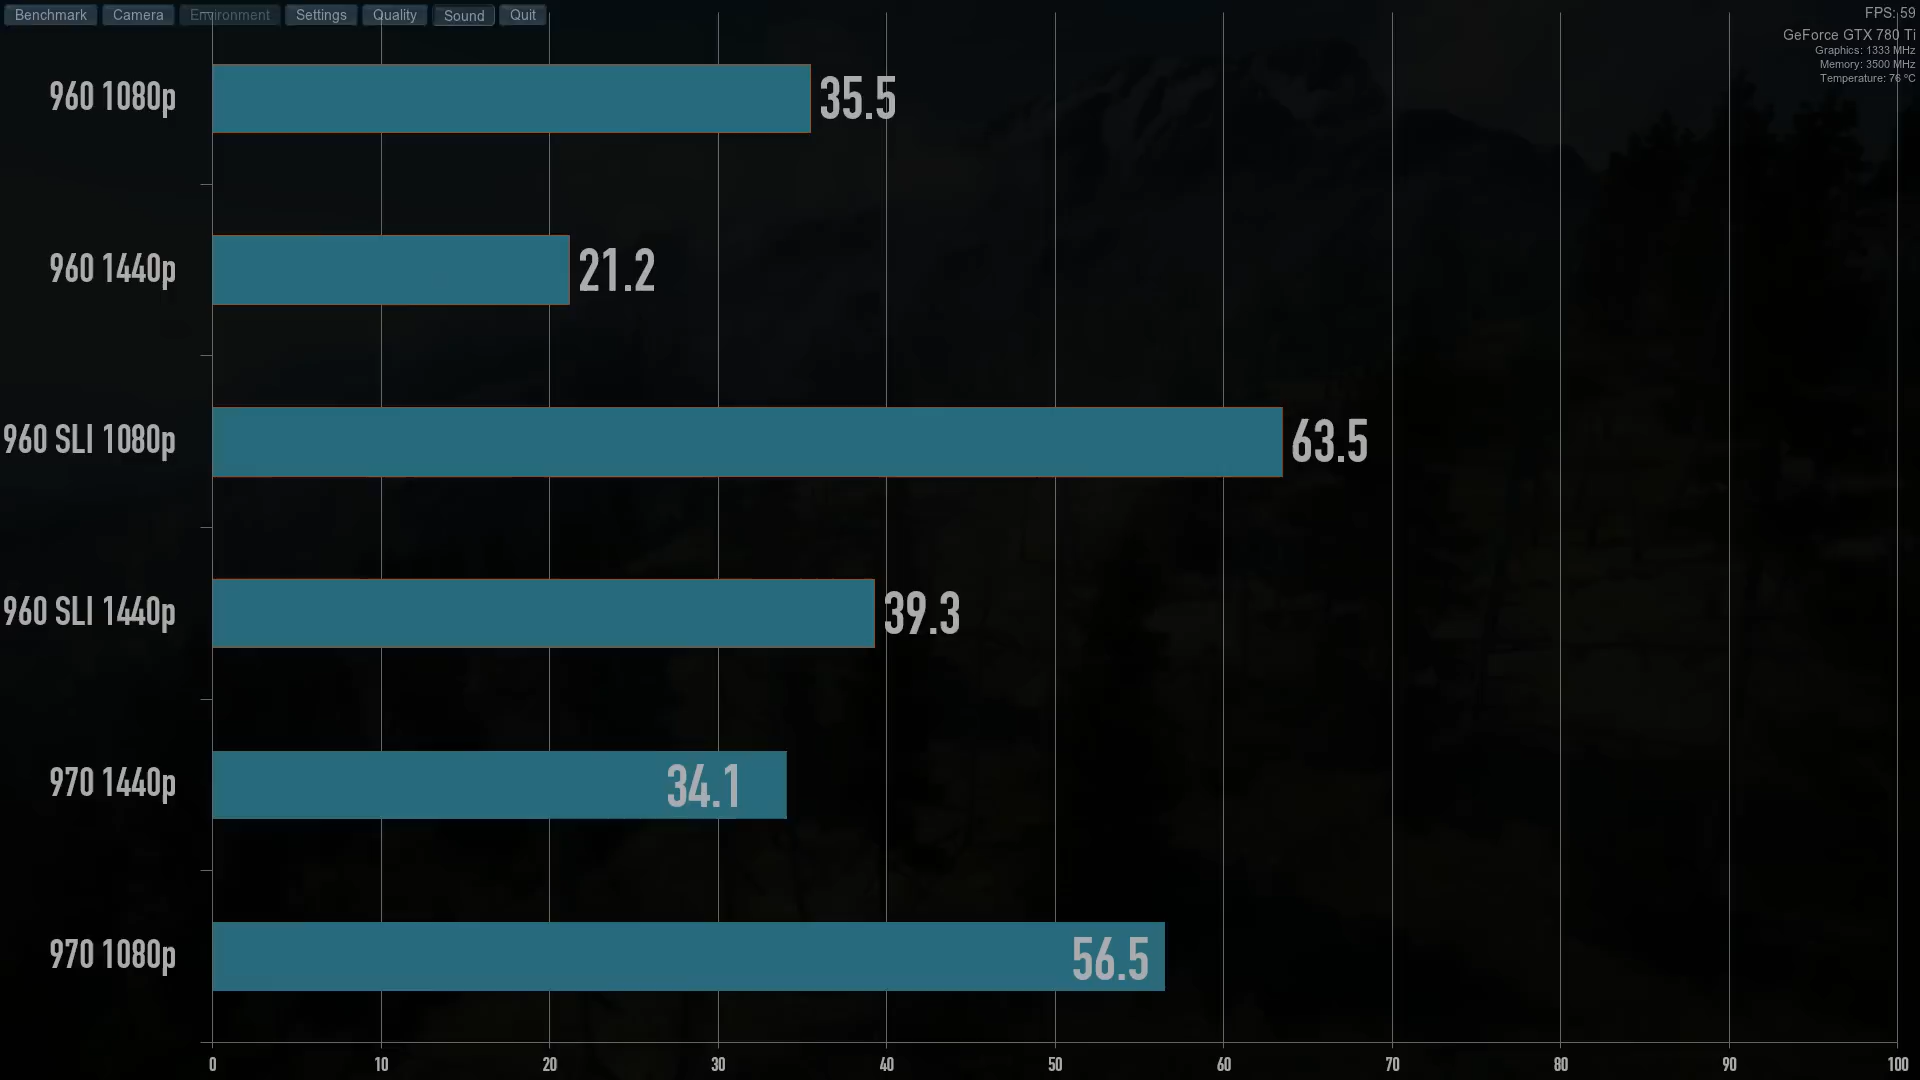 Benchmark Camera Environment Settings Quality Sound Quit
FPS: 59
GeForce GTX 780 Ti
Graphics: 1333 MHz
Memory: 3500 MHz
Temperature: 76 °C
960 1080p 35.5
960 1440p 21.2
960 SLI 1080p 63.5
960 SLI 1440p 39.3
970 1440p 34.1
970 1080p 56.5
0 10 20 30 40 50 60 70 80 90 100